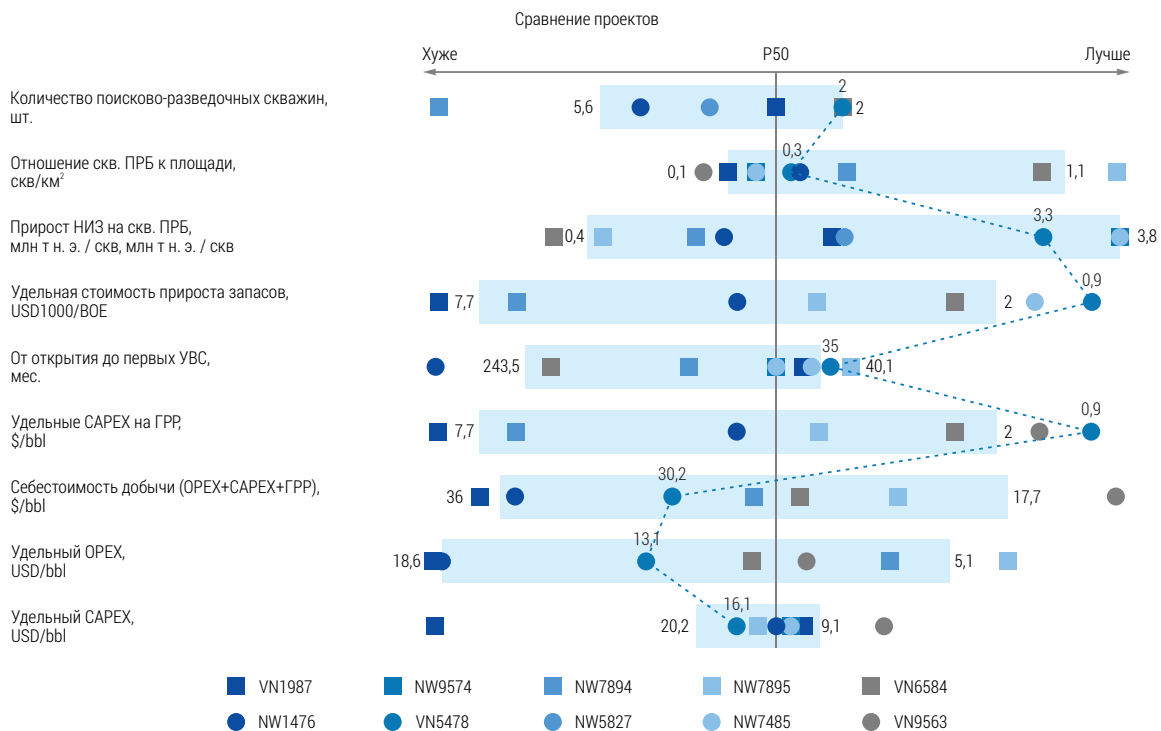 Сравнение проектов
Хуже P50 Лучше
Количество поисково-разведочных скважин,
шт.
5,6 2 2
Отношение скв. ПРБ к площади,
скв/км²
0,1 0,3 1,1
Прирост НИЗ на скв. ПРБ,
млн т н. э. / скв, млн т н. э. / скв
0,4 3,3 3,8
Удельная стоимость прироста запасов,
USD1000/BOE
7,7 2 0,9
От открытия до первых УВС,
мес.
243,5 35 40,1
Удельные CAPEX на ГРР,
$/bbl
7,7 2 0,9
Себестоимость добычи (OPEX+CAPEX+ГРР),
$/bbl
36 30,2 17,7
Удельный OPEX,
USD/bbl
18,6 13,1 5,1
Удельный CAPEX,
USD/bbl
20,2 16,1 9,1
VN1987 NW9574 NW7894 NW7895 VN6584
NW1476 VN5478 NW5827 NW7485 VN9563